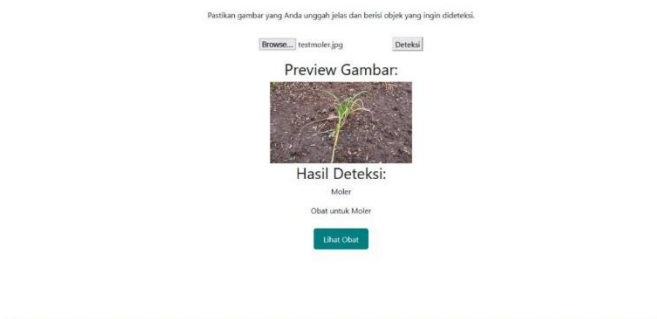 Pastikan gambar yang Anda unggah jelas dan berisi objek yang ingin dideteksi.
Browse... testmoler.jpg Deteksi
Preview Gambar:
Hasil Deteksi:
Moler
Obat untuk Moler
Lihat Obat